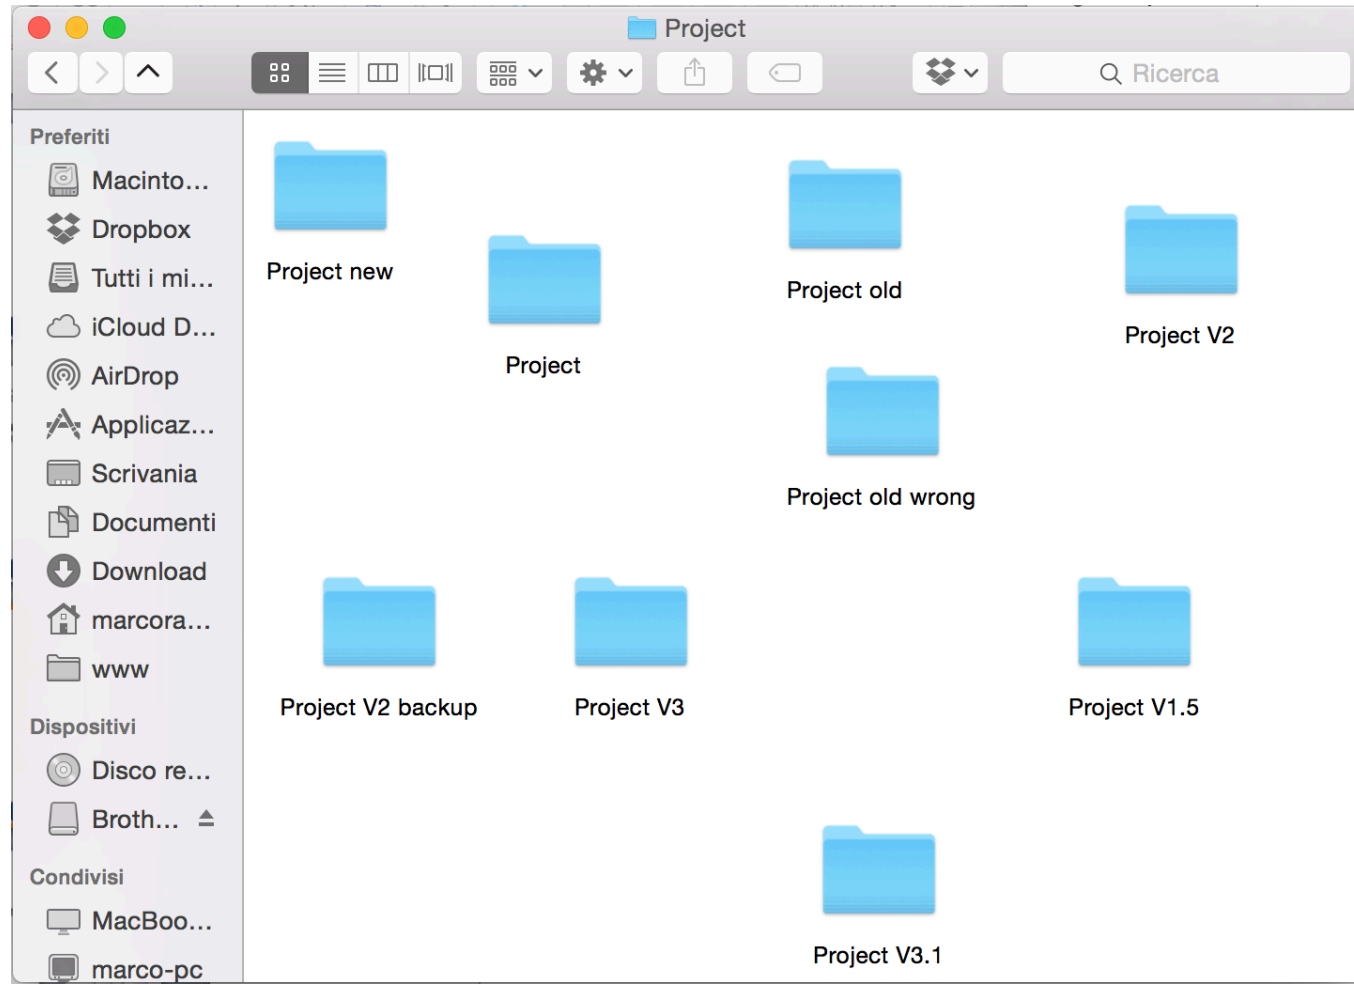 Project
Ricerca
Preferiti
Macinto...
Dropbox
Tutti i mi...
iCloud D...
AirDrop
Applicaz...
Scrivania
Documenti
Download
marcora...
www
Dispositivi
Disco re...
Broth...
Condivisi
MacBoo...
marco-pc
Project new
Project old
Project V2
Project
Project old wrong
Project V2 backup
Project V3
Project V1.5
Project V3.1